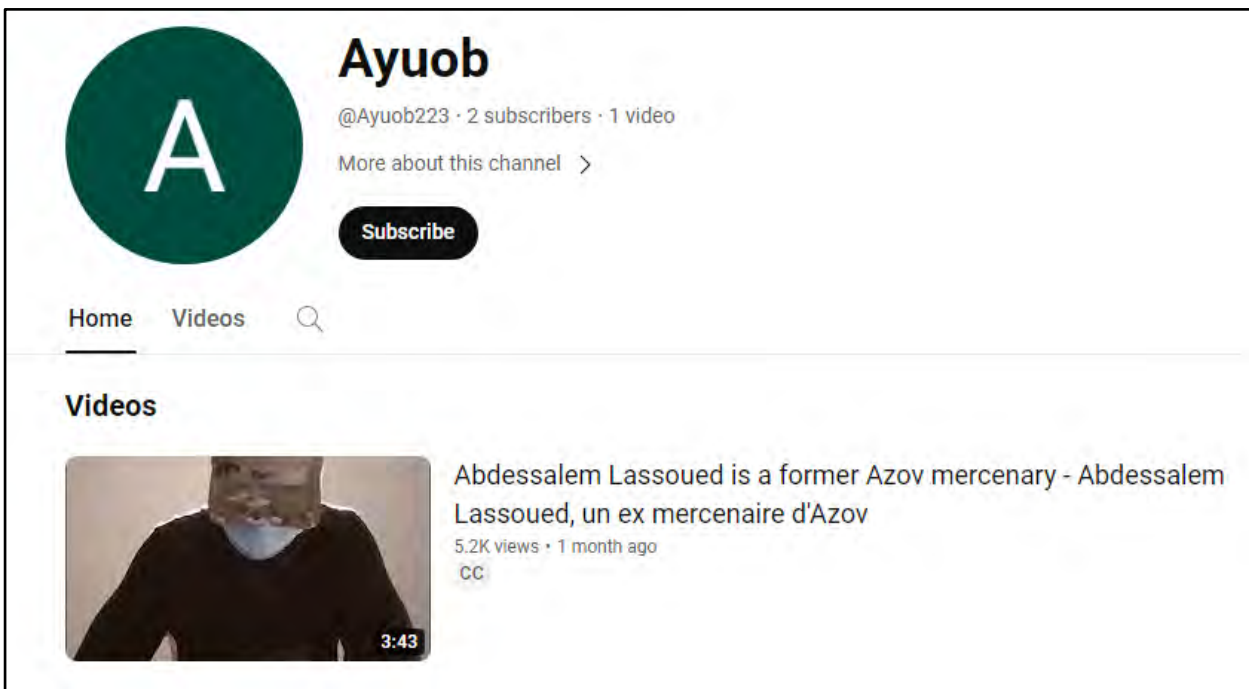 A
Ayuob
@Ayuob223 · 2 subscribers · 1 video
More about this channel >
Subscribe
Home Videos
Videos
Abdessalem Lassoued is a former Azov mercenary - Abdessalem
Lassoued, un ex mercenaire d'Azov
5.2K views • 1 month ago
CC
3:43